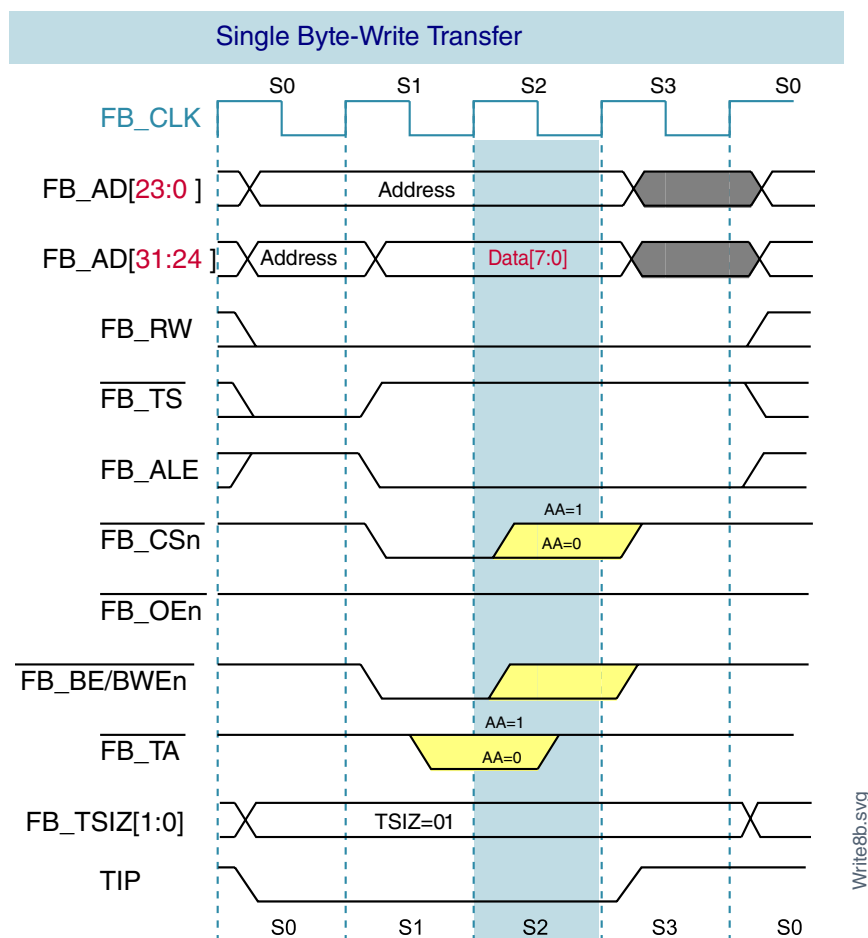 Single Byte-Write Transfer
S0 S1 S2 S3 S0
FB_CLK
FB_AD[23:0 ] Address
FB_AD[31:24 ] Address Data[7:0]
FB_RW
FB_TS
FB_ALE
AA=1
FB_CSn AA=0
FB_OEn
FB_BE/BWEn
AA=1
FB_TA AA=0
FB_TSIZ[1:0] TSIZ=01
TIP
S0 S1 S2 S3 S0
Write8b.svg